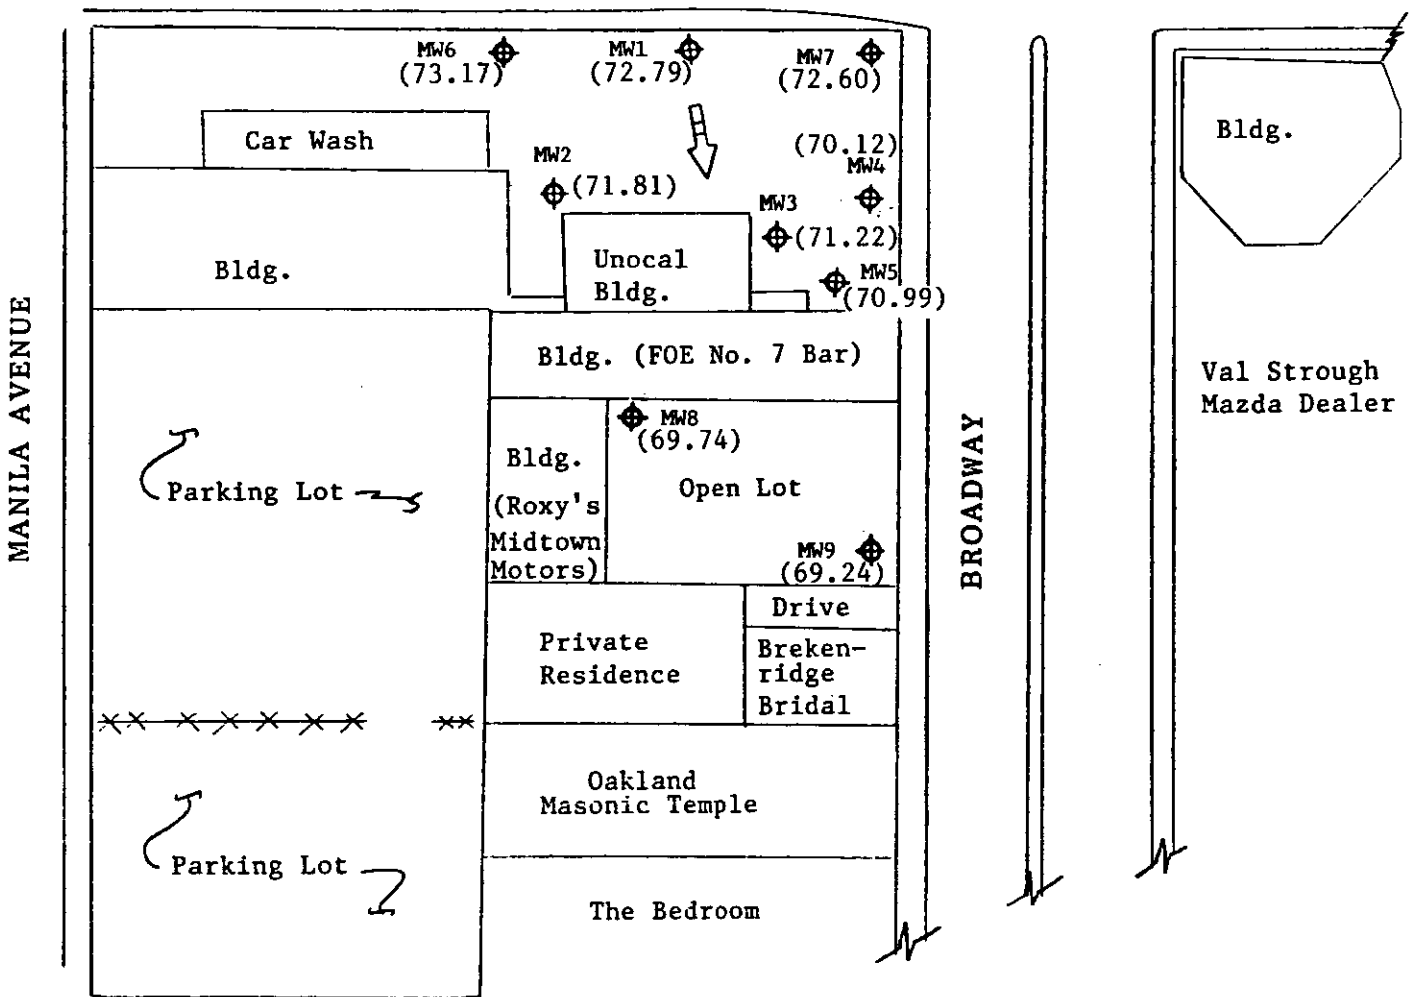 MW6
(73.17)
MW1
(72.79)
MW7
(72.60)
Car Wash
Bldg.
(70.12)
MW4
MW2
(71.81)
MW3
(71.22)
Unocal
Bldg.
MW5
(70.99)
Bldg.
MANILA AVENUE
Bldg. (FOE No. 7 Bar)
Val Strough
Mazda Dealer
MW8
(69.74)
BROADWAY
Bldg.
(Roxy's
Midtown
Motors)
Open Lot
Parking Lot
MW9
(69.24)
Drive
Private
Residence
Breken-
ridge
Bridal
Oakland
Masonic Temple
Parking Lot
The Bedroom